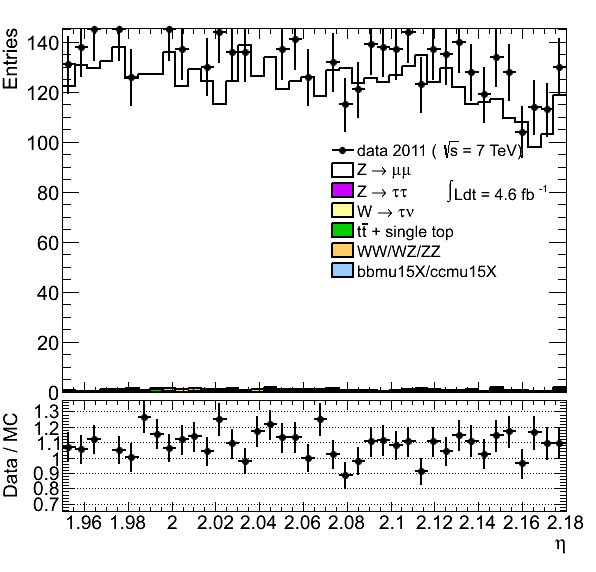 Entries
140
120
100
80
60
40
20
0
data 2011 ( √s = 7 TeV)
Z → μμ
Z → ττ
∫Ldt = 4.6 fb⁻¹
W → τν
tt̄ + single top
WW/WZ/ZZ
bbmu15X/ccmu15X
Data / MC
1.3
1.2
1.1
1
0.9
0.8
0.7
1.96 1.98 2 2.02 2.04 2.06 2.08 2.1 2.12 2.14 2.16 2.18
η